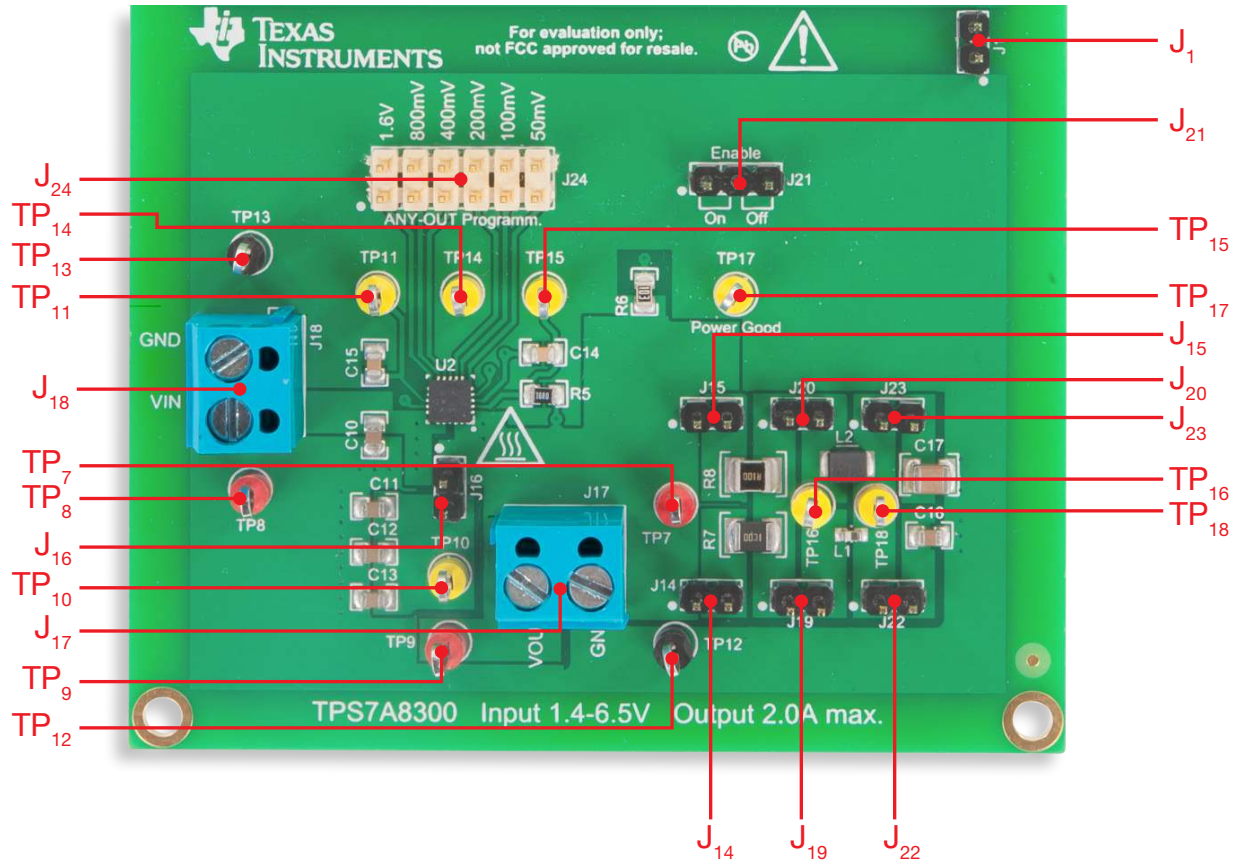 TEXAS
INSTRUMENTS
For evaluation only;
not FCC approved for resale.
Pb
J1
J21
1.6V
800mV
400mV
200mV
100mV
50mV
Enable
J24
J21
On
Off
ANY-OUT Programm.
J24
TP14
TP13
TP11
TP15
TP17
J15
J20
J23
TP13
TP11
TP14
TP15
TP17
R6
Power Good
GND
VIN
J18
J18
C15
U2
C14
R5
J15
J20
J23
L2
C10
C17
R8
R100
J16
C11
J17
TP7
TP8
J16
TP10
J17
TP9
TP12
TP16
TP18
TP8
C12
TP10
C13
TP7
R7
TP16
L1
TP18
C16
J14
TP9
VOU
GN
TP12
J19
J22
TPS7A8300 Input 1.4-6.5V Output 2.0A max.
J14
J19
J22